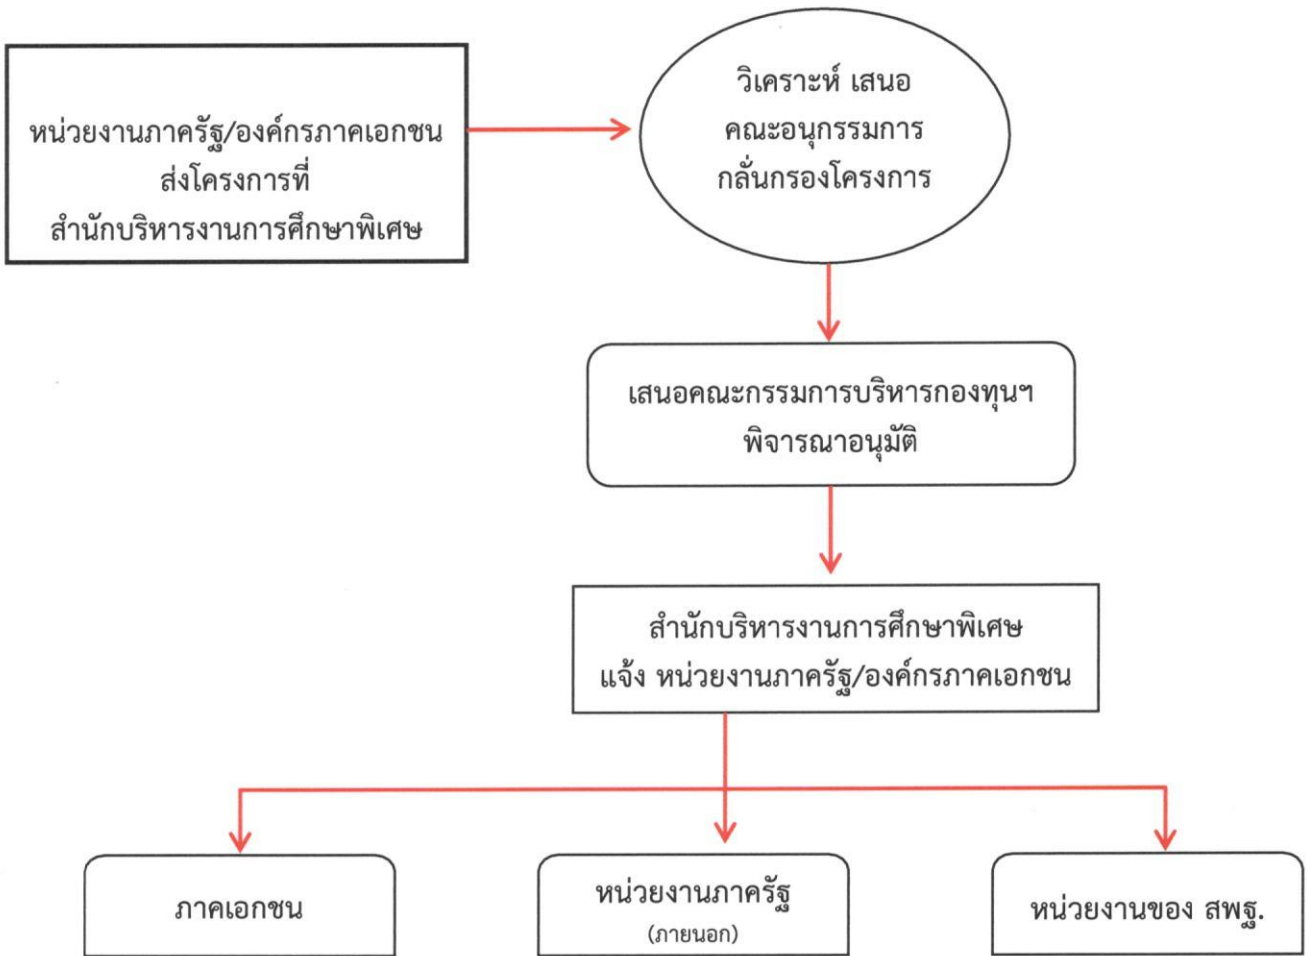 หน่วยงานภาครัฐ/องค์กรภาคเอกชน
ส่งโครงการที่
สำนักบริหารงานการศึกษาพิเศษ
วิเคราะห์ เสนอ
คณะอนุกรรมการ
กลั่นกรองโครงการ
เสนอคณะกรรมการบริหารกองทุนฯ
พิจารณาอนุมัติ
สำนักบริหารงานการศึกษาพิเศษ
แจ้ง หน่วยงานภาครัฐ/องค์กรภาคเอกชน
ภาคเอกชน
หน่วยงานภาครัฐ
(ภายนอก)
หน่วยงานของ สพฐ.